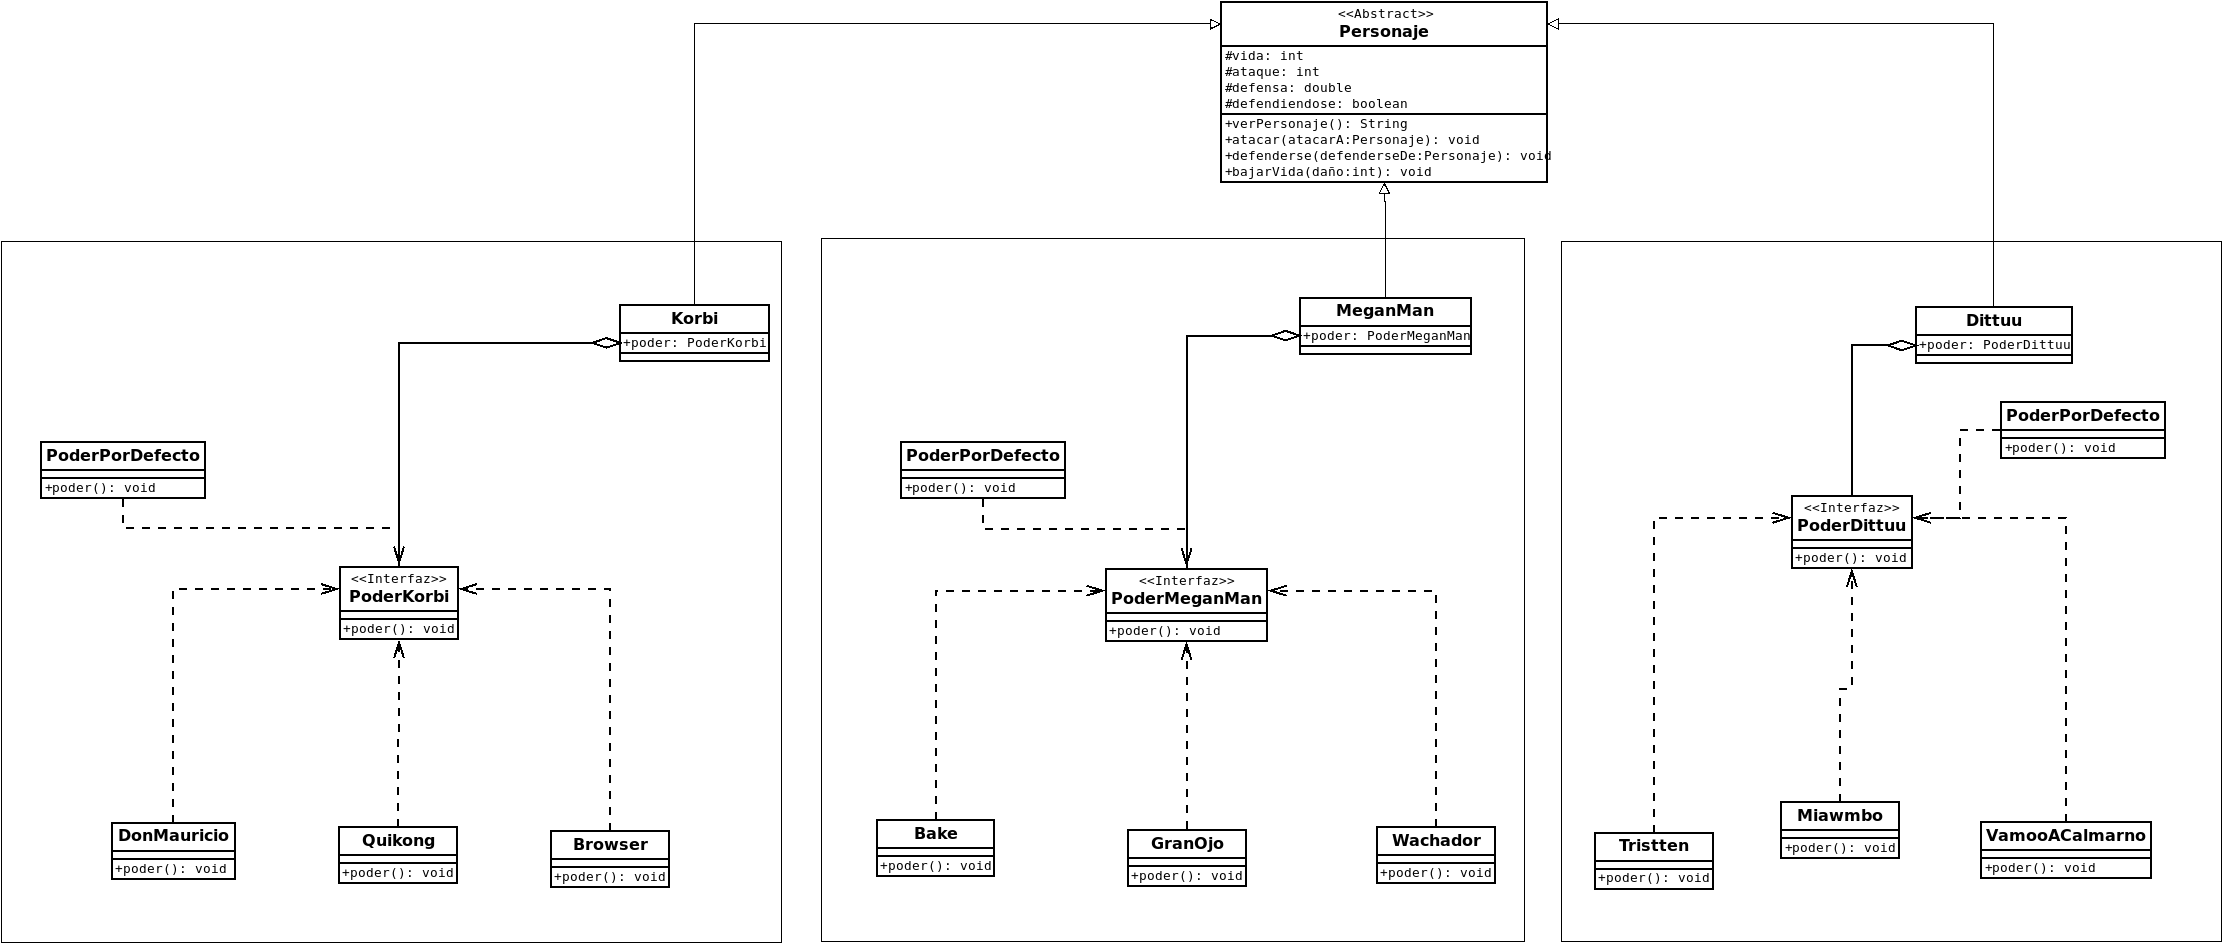 <<Abstract>>
Personaje
#vida: int
#ataque: int
#defensa: double
#defendiendose: boolean
+verPersonaje(): String
+atacar(atacarA:Personaje): void
+defenderse(defenderseDe:Personaje): void
+bajarVida(daño:int): void
Korbi
+poder: PoderKorbi
PoderPorDefecto
+poder(): void
<<Interfaz>>
PoderKorbi
+poder(): void
DonMauricio
+poder(): void
Quikong
+poder(): void
Browser
+poder(): void
MeganMan
+poder: PoderMeganMan
PoderPorDefecto
+poder(): void
<<Interfaz>>
PoderMeganMan
+poder(): void
Bake
+poder(): void
GranOjo
+poder(): void
Wachador
+poder(): void
Dittuu
+poder: PoderDittuu
PoderPorDefecto
+poder(): void
<<Interfaz>>
PoderDittuu
+poder(): void
Tristten
+poder(): void
Miawmbo
+poder(): void
VamooACalmarno
+poder(): void